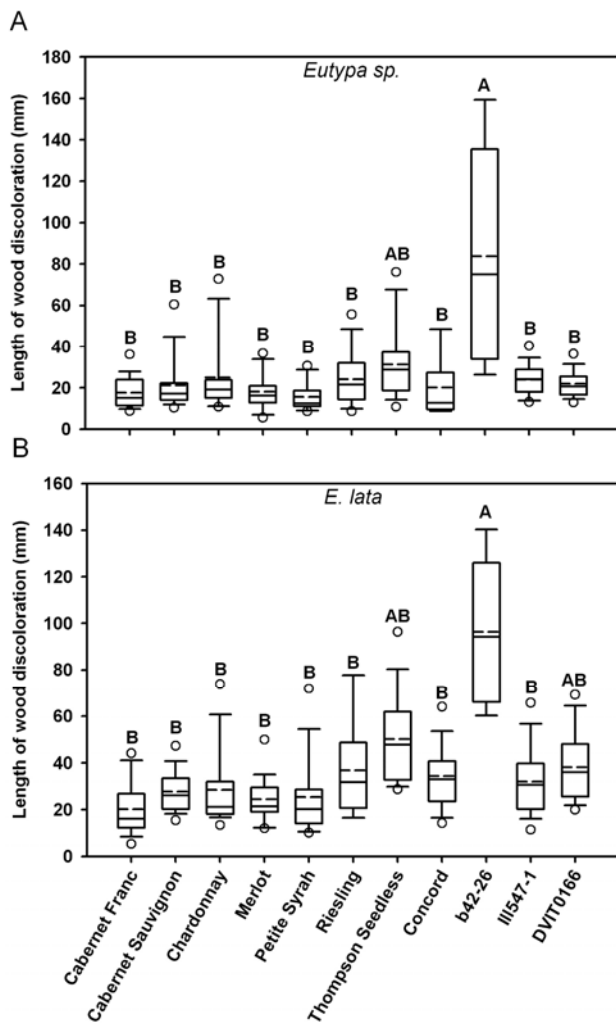 A
Eutypa sp.
Length of wood discoloration (mm)
180
160
140
120
100
80
60
40
20
0
B
B
B
B
B
B
AB
B
A
B
B
B
E. lata
Length of wood discoloration (mm)
160
140
120
100
80
60
40
20
0
B
B
B
B
B
B
AB
B
A
B
AB
Cabernet Franc
Cabernet Sauvignon
Chardonnay
Merlot
Petite Syrah
Riesling
Thompson Seedless
Concord
b42-26
Ill547-1
DVIT0166